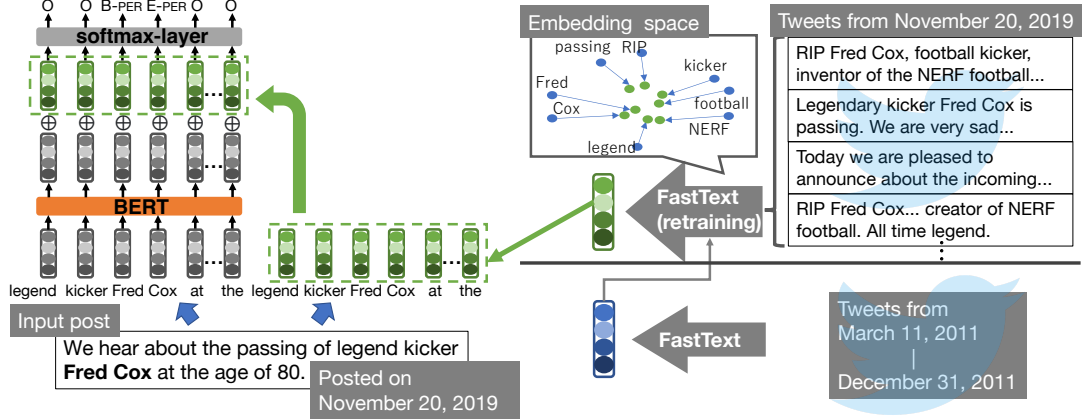 O O B-PER E-PER O O
softmax-layer
...
⊕ ⊕ ⊕ ⊕ ⊕ ⊕
...
BERT
...
legend kicker Fred Cox at the
...
legend kicker Fred Cox at the
Input post
We hear about the passing of legend kicker
Fred Cox at the age of 80.
Posted on
November 20, 2019
Embedding space
passing RIP
kicker
Fred
football
Cox
NERF
legend
FastText
(retraining)
FastText
Tweets from November 20, 2019
RIP Fred Cox, football kicker,
inventor of the NERF football...
Legendary kicker Fred Cox is
passing. We are very sad...
Today we are pleased to
announce about the incoming...
RIP Fred Cox... creator of NERF
football. All time legend.
Tweets from
March 11, 2011
|
December 31, 2011